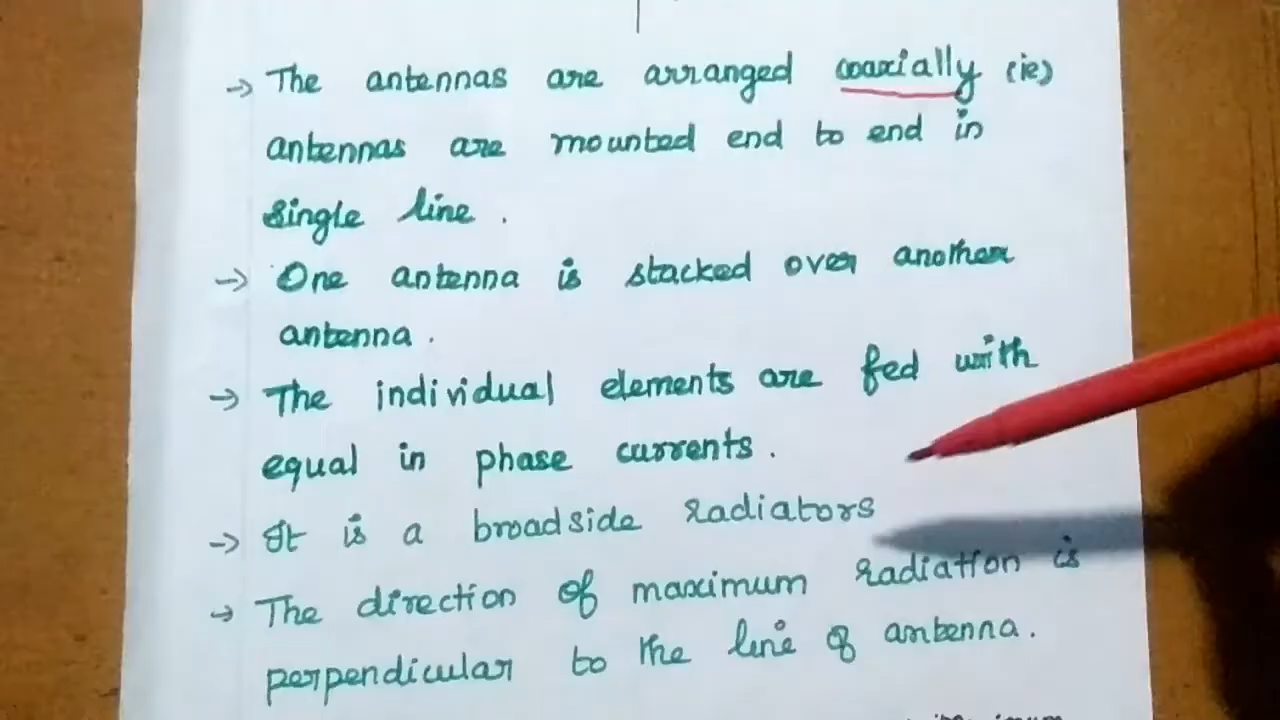 → The antennas are arranged coaxially (ie)
antennas are mounted end to end in
single line.
→ One antenna is stacked over another
antenna.
→ The individual elements are fed with
equal in phase currents.
→ It is a broadside radiators
→ The direction of maximum radiation is
perpendicular to the line of antenna.